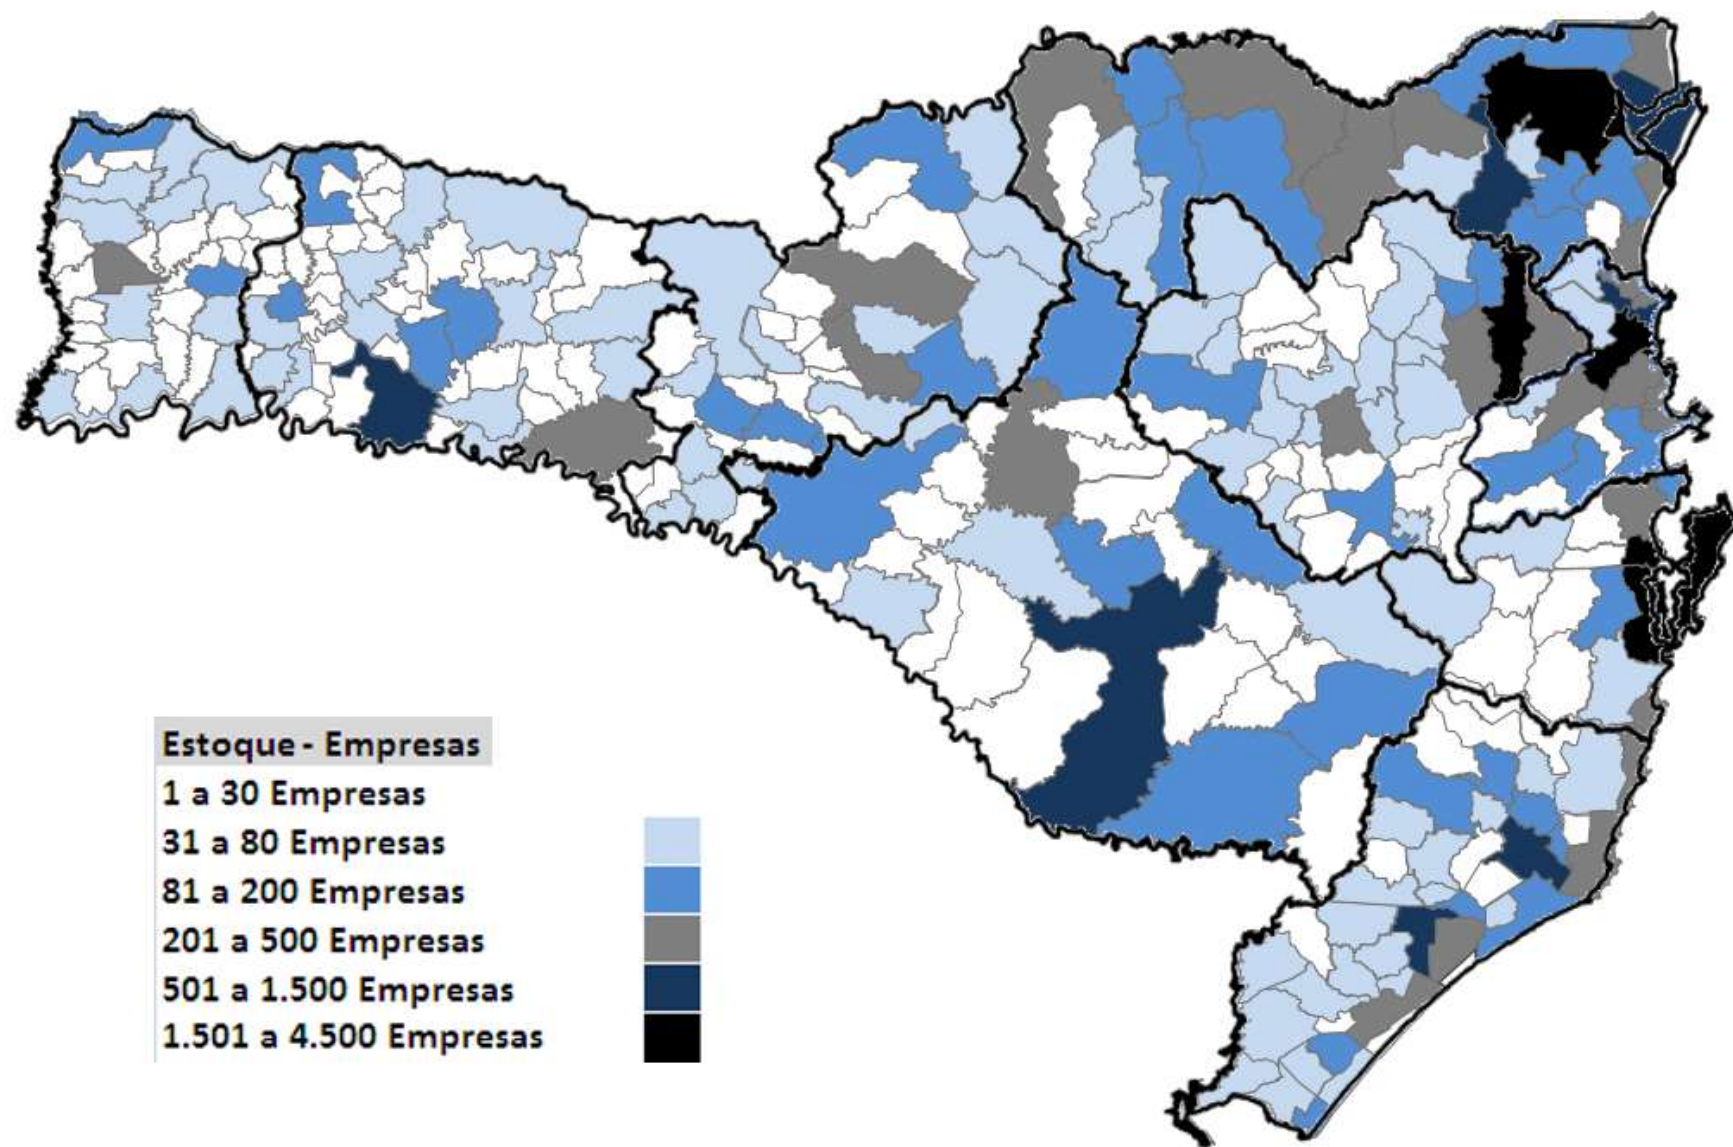 Estoque - Empresas
1 a 30 Empresas
31 a 80 Empresas
81 a 200 Empresas
201 a 500 Empresas
501 a 1.500 Empresas
1.501 a 4.500 Empresas